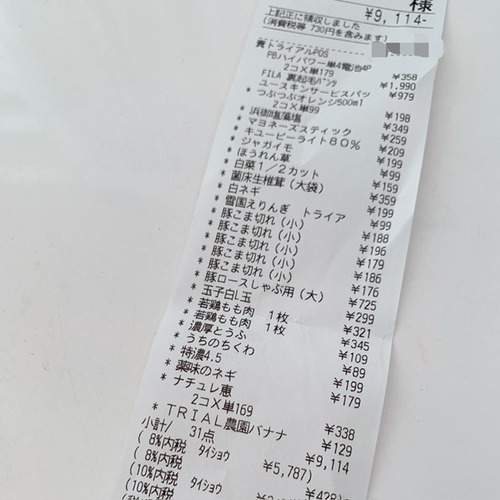 様
¥9,114-
上記正に領収しました
(消費税等 730円を含みます)
責トライアルPOS
PBハイパワー単4電池4P
2コX単179 ¥358
FILA 裏起毛パンツ ¥1,990
ユースキンサービスパッ ¥979
* つぶつぶオレンジ500ml
2コX単99 ¥198
* 浜御塩藻塩 ¥349
* マヨネーズスティック ¥259
* キューピーライト80% ¥209
* ジャガイモ ¥199
* ほうれん草 ¥99
* 白菜1/2カット ¥159
* 菌床生椎茸(大袋) ¥359
* 白ネギ ¥199
* 雪国えりんぎ トライア ¥99
* 豚こま切れ(小) ¥188
* 豚こま切れ(小) ¥196
* 豚こま切れ(小) ¥179
* 豚こま切れ(小) ¥186
* 豚こま切れ(小) ¥176
* 豚ロースしゃぶ用(大) ¥725
* 玉子白L玉 ¥299
* 若鶏もも肉 1枚 ¥321
* 若鶏もも肉 1枚 ¥345
* 濃厚とうふ ¥109
* うちのちくわ ¥89
* 特濃4.5 ¥199
* 薬味のネギ ¥179
* ナチュレ恵
2コX単169 ¥338
* TRIAL農園バナナ ¥129
小計/ 31点 ¥9,114
( 8%内税 タイショウ ¥5,787)
( 8%内税
(10%内税 タイショウ
(10%内税